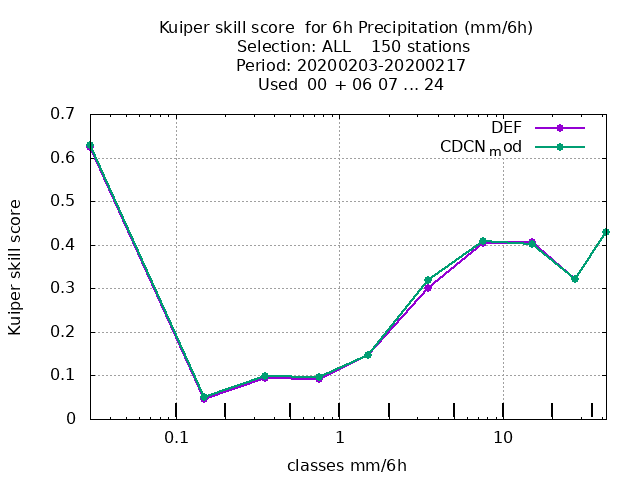 Kuiper skill score  for 6h Precipitation (mm/6h)
Selection: ALL    150 stations
Period: 20200203-20200217
Used  00 + 06 07 ... 24
DEF
CDCNmod
Kuiper skill score
0.7
0.6
0.5
0.4
0.3
0.2
0.1
0
0.1 1 10
classes mm/6h